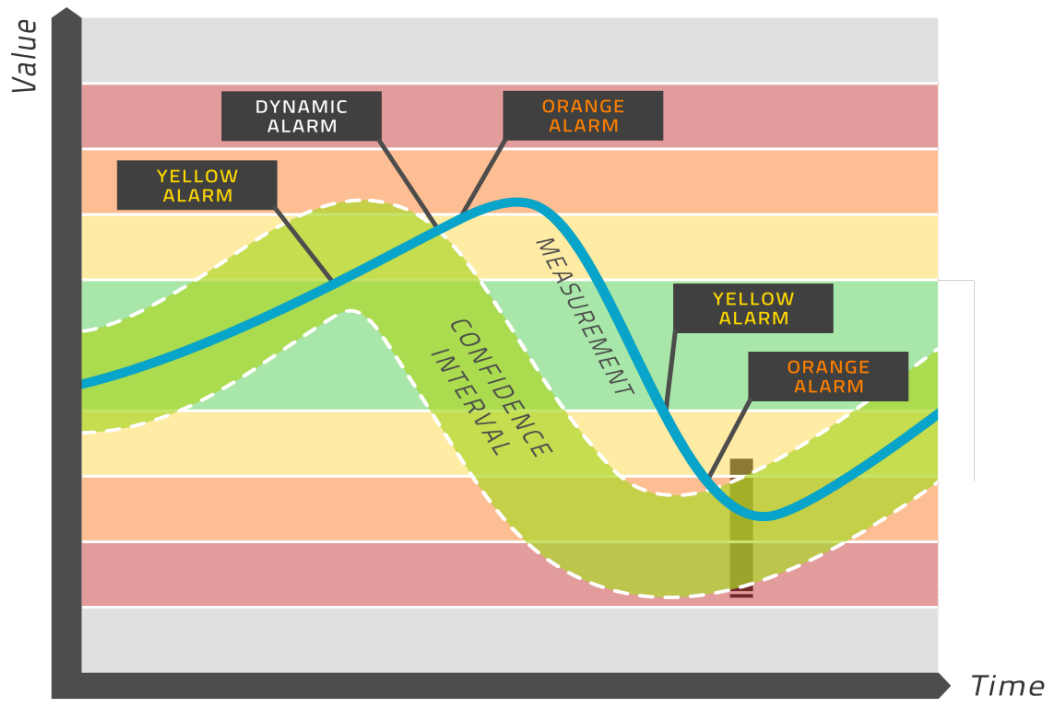 Value
DYNAMIC
ALARM
ORANGE
ALARM
YELLOW
ALARM
MEASUREMENT
YELLOW
ALARM
CONFIDENCE
INTERVAL
ORANGE
ALARM
Time